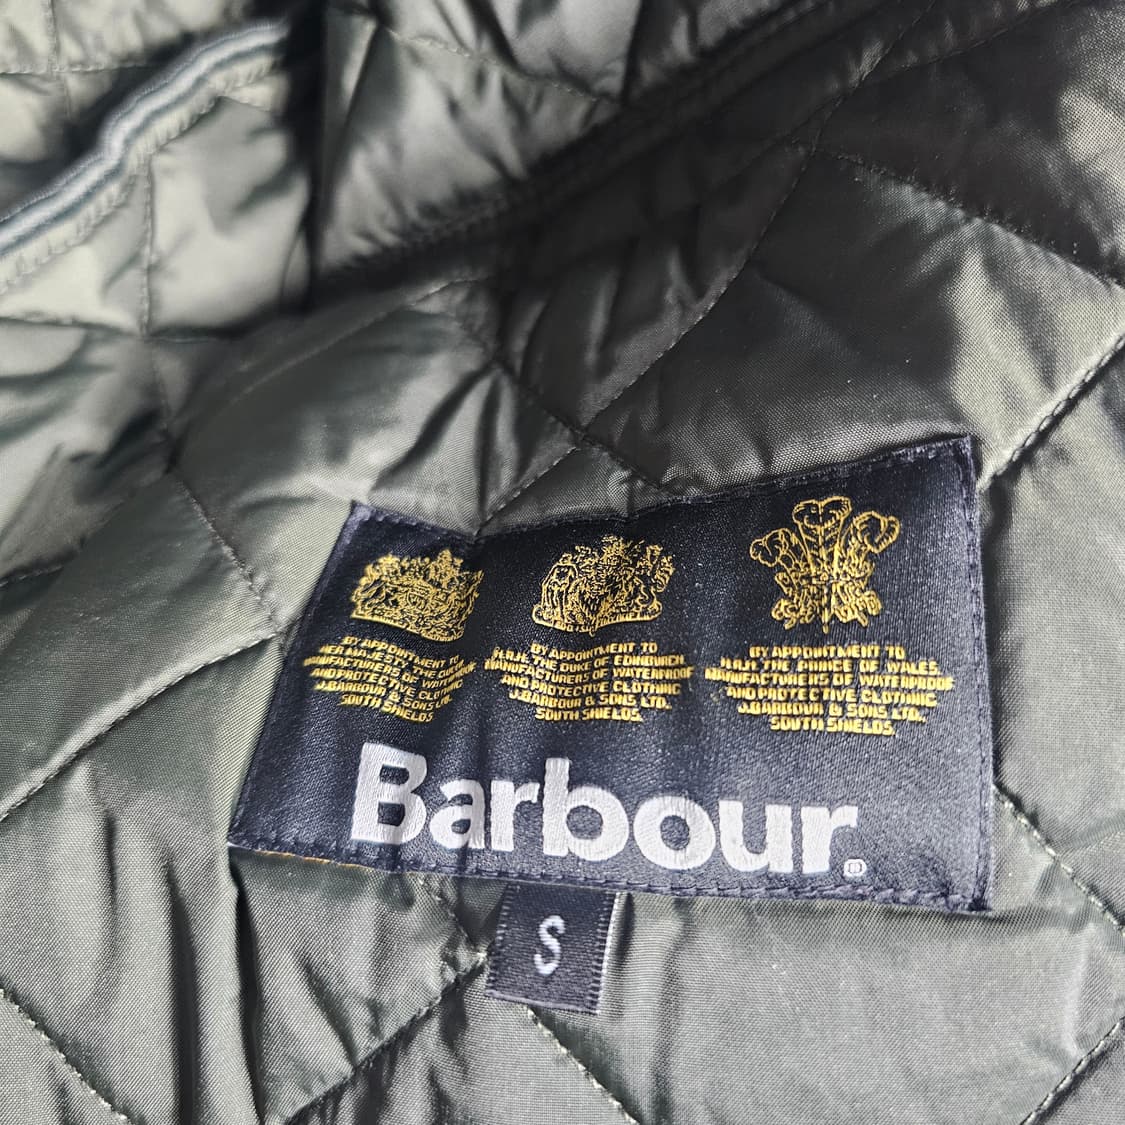 BY APPOINTMENT TO
HER MAJESTY THE QUEEN
MANUFACTURERS OF WATERPROOF
AND PROTECTIVE CLOTHING
J.BARBOUR & SONS LTD.
SOUTH SHIELDS
BY APPOINTMENT TO
H.R.H. THE DUKE OF EDINBURGH
MANUFACTURERS OF WATERPROOF
AND PROTECTIVE CLOTHING
J.BARBOUR & SONS LTD.
SOUTH SHIELDS.
BY APPOINTMENT TO
H.R.H. THE PRINCE OF WALES
MANUFACTURERS OF WATERPROOF
AND PROTECTIVE CLOTHING
J.BARBOUR & SONS LTD.
SOUTH SHIELDS.
Barbour®
S